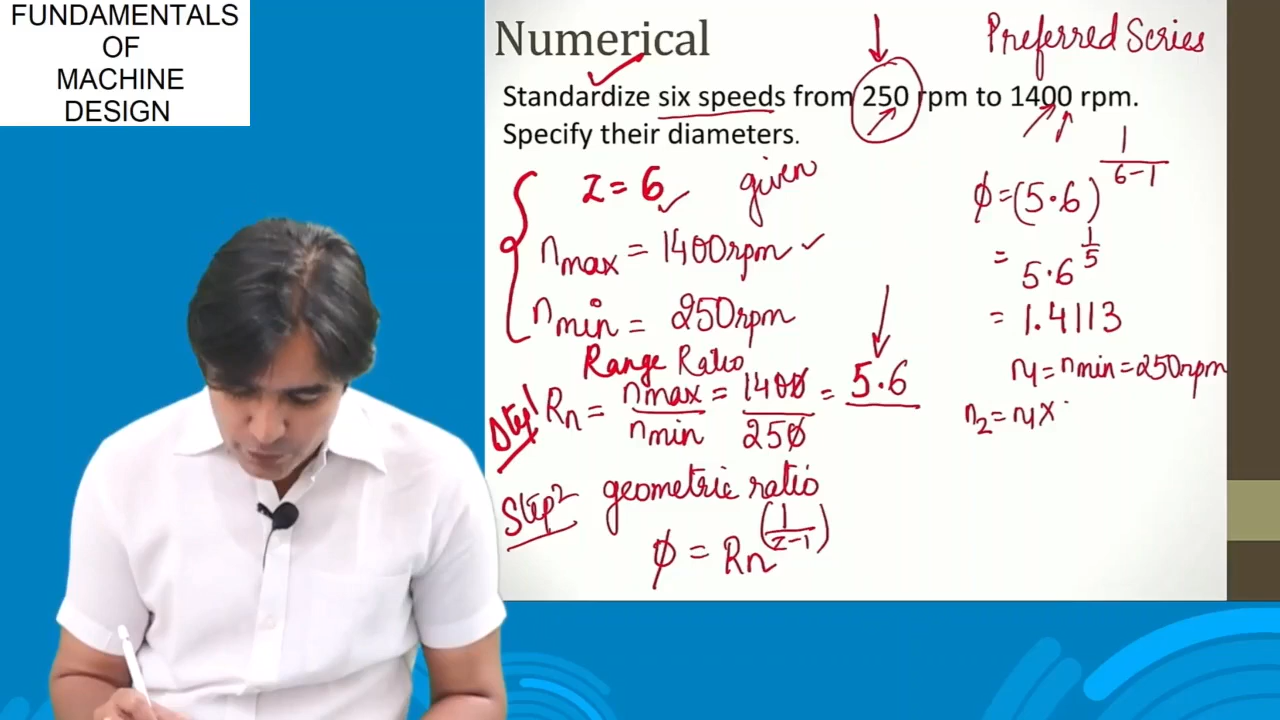 FUNDAMENTALS
OF
MACHINE
DESIGN
Numerical
Preferred Series
Standardize six speeds from 250 rpm to 1400 rpm.
Specify their diameters.
z = 6 given
n max = 1400rpm
n min = 250rpm
Range Ratio
Step1 Rn = nmax/nmin = 1400/250 = 5.6
Step2 geometric ratio
ϕ = Rn^(1/(z-1))
ϕ = (5.6)^(1/(6-1))
= 5.6^(1/5)
= 1.4113
n1 = nmin = 250rpm
n2 = n1 x